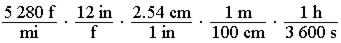 5 280 f/mi · 12 in/f · 2.54 cm/1 in · 1 m/100 cm · 1 h/3 600 s